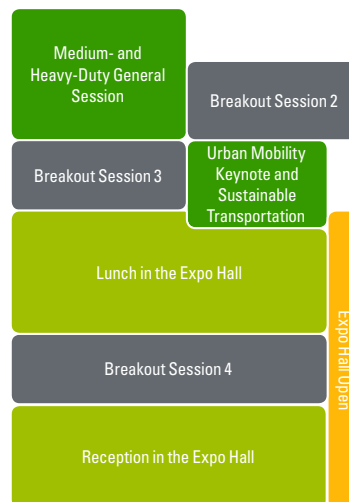 Medium- and
Heavy-Duty General
Session
Breakout Session 2
Breakout Session 3
Urban Mobility
Keynote and
Sustainable
Transportation
Lunch in the Expo Hall
Expo Hall Open
Breakout Session 4
Reception in the Expo Hall